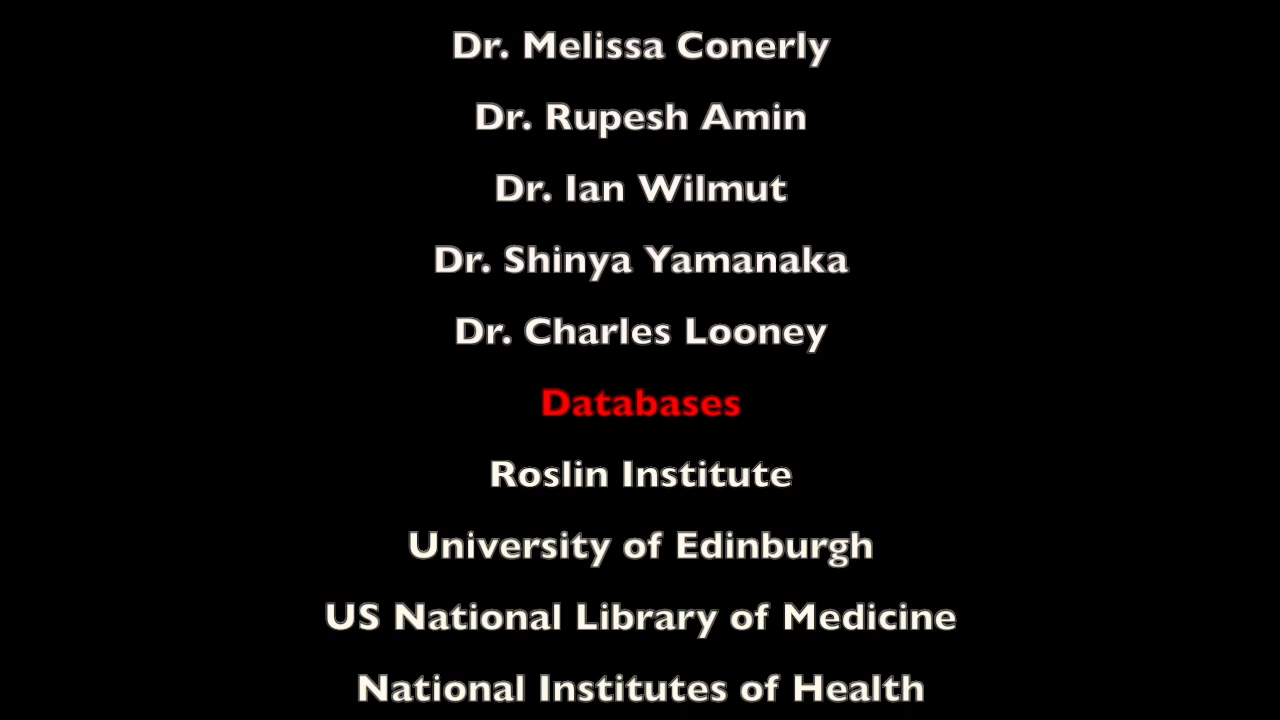 Dr. Melissa Conerly
Dr. Rupesh Amin
Dr. Ian Wilmut
Dr. Shinya Yamanaka
Dr. Charles Looney
Databases
Roslin Institute
University of Edinburgh
US National Library of Medicine
National Institutes of Health